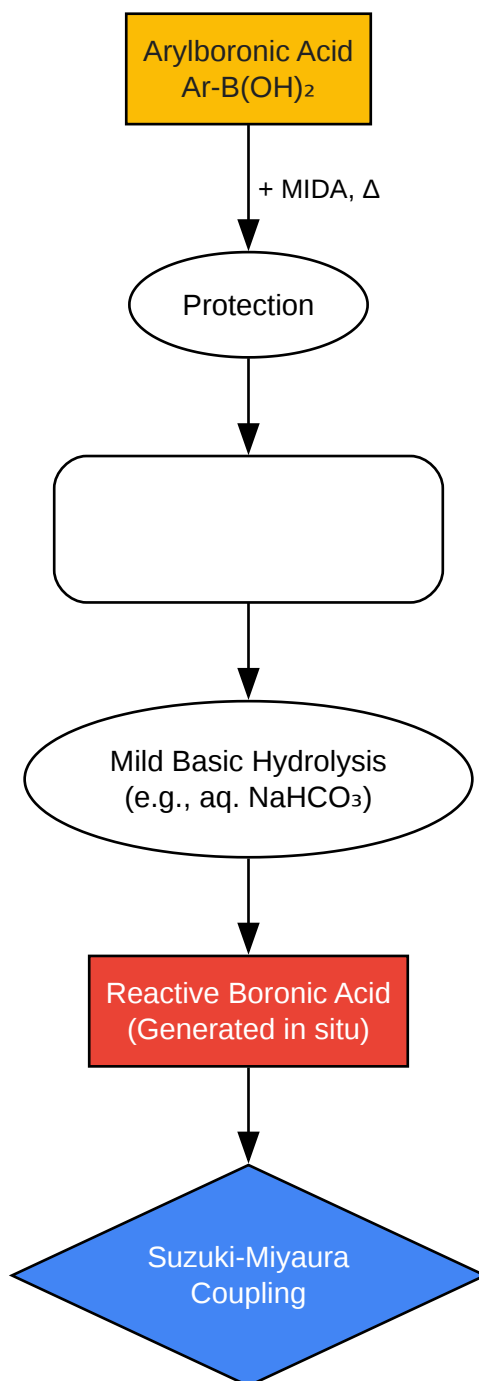 Arylboronic Acid
Ar-B(OH)₂
+ MIDA, Δ
Protection
Mild Basic Hydrolysis
(e.g., aq. NaHCO₃)
Reactive Boronic Acid
(Generated in situ)
Suzuki-Miyaura
Coupling